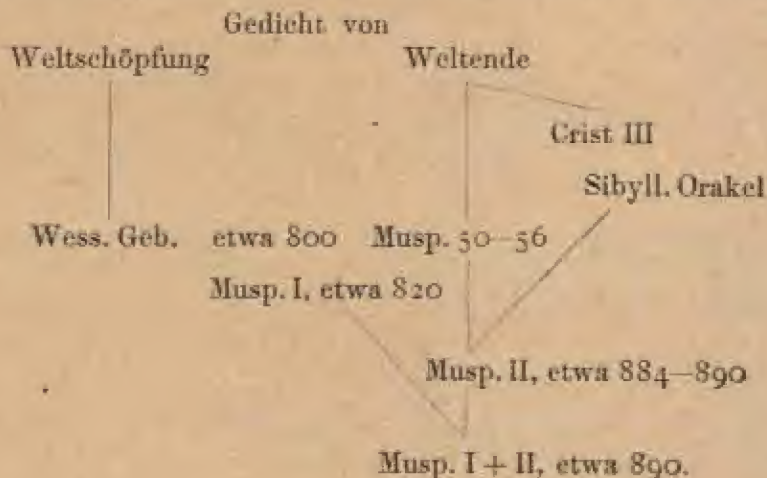 Gedicht von
Weltschöpfung Weltende
Crist III
Sibyll. Orakel
Wess. Geb. etwa 800 Musp. 50–56
Musp. I, etwa 820
Musp. II, etwa 884–890
Musp. I + II, etwa 890.